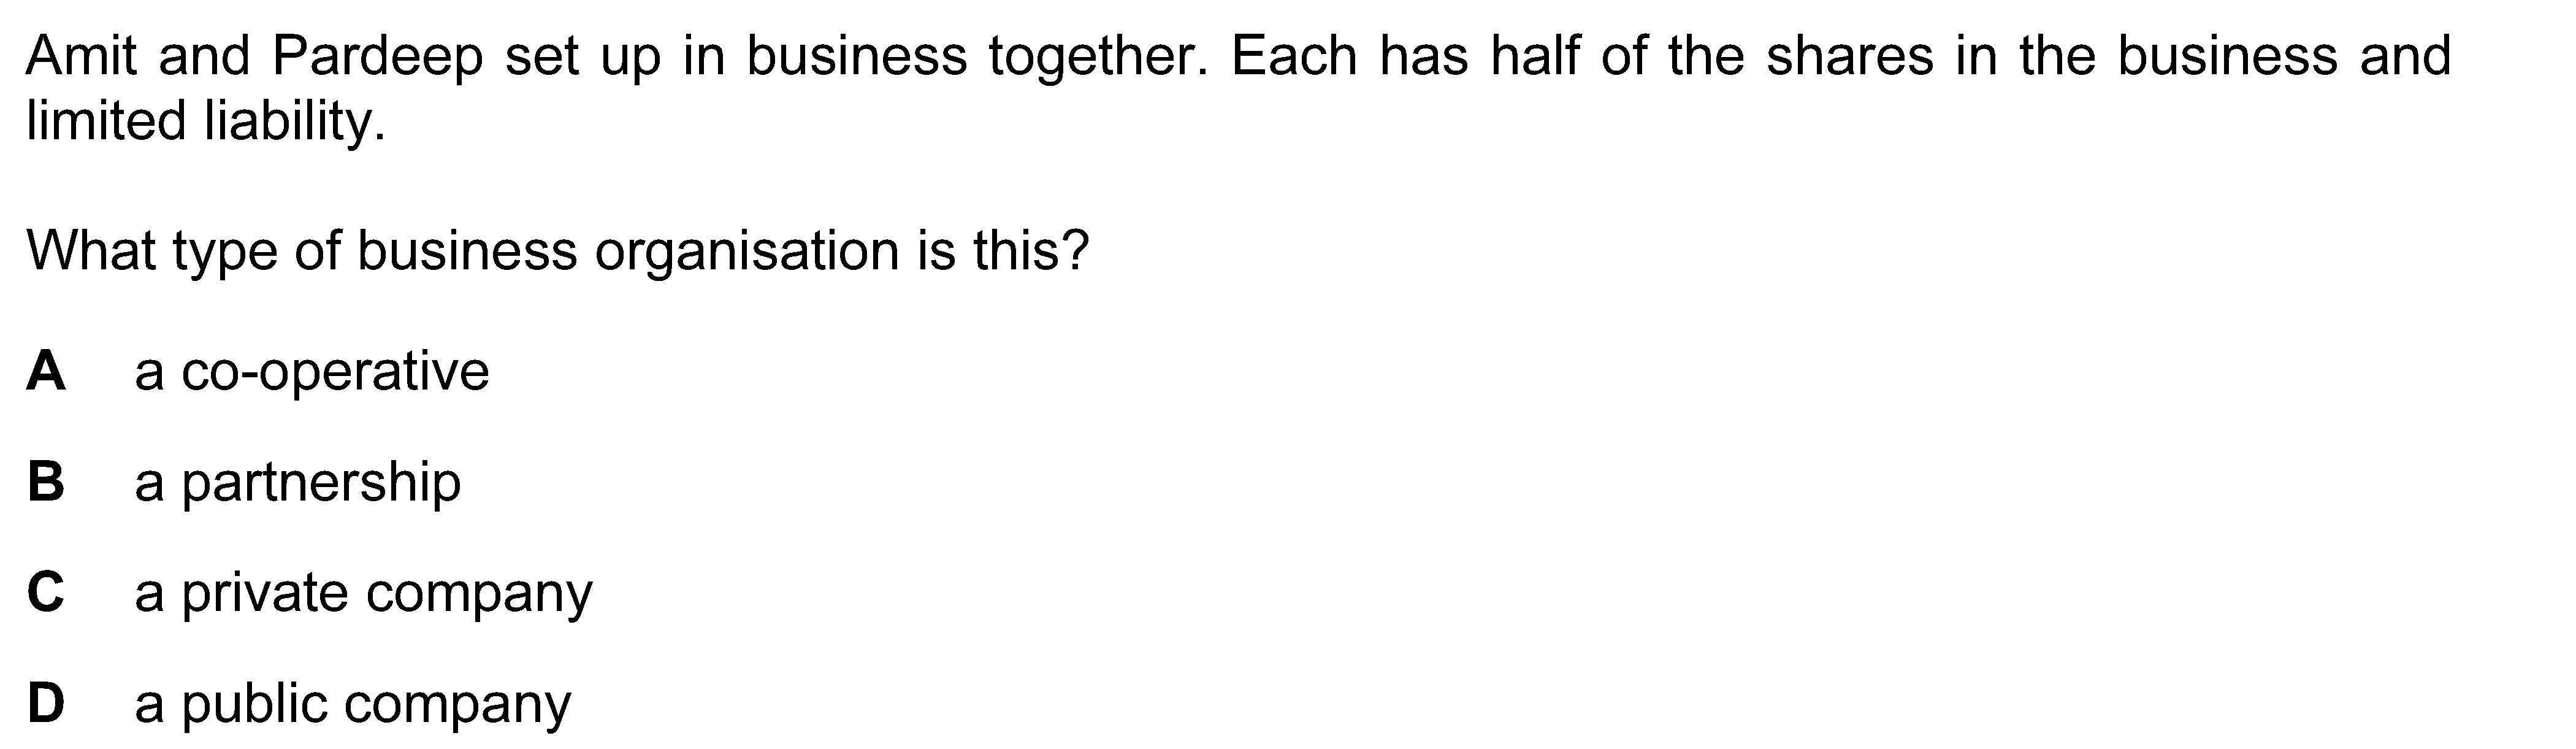 Amit and Pardeep set up in business together. Each has half of the shares in the business and
limited liability.
What type of business organisation is this?
A a co-operative
B a partnership
C a private company
D a public company